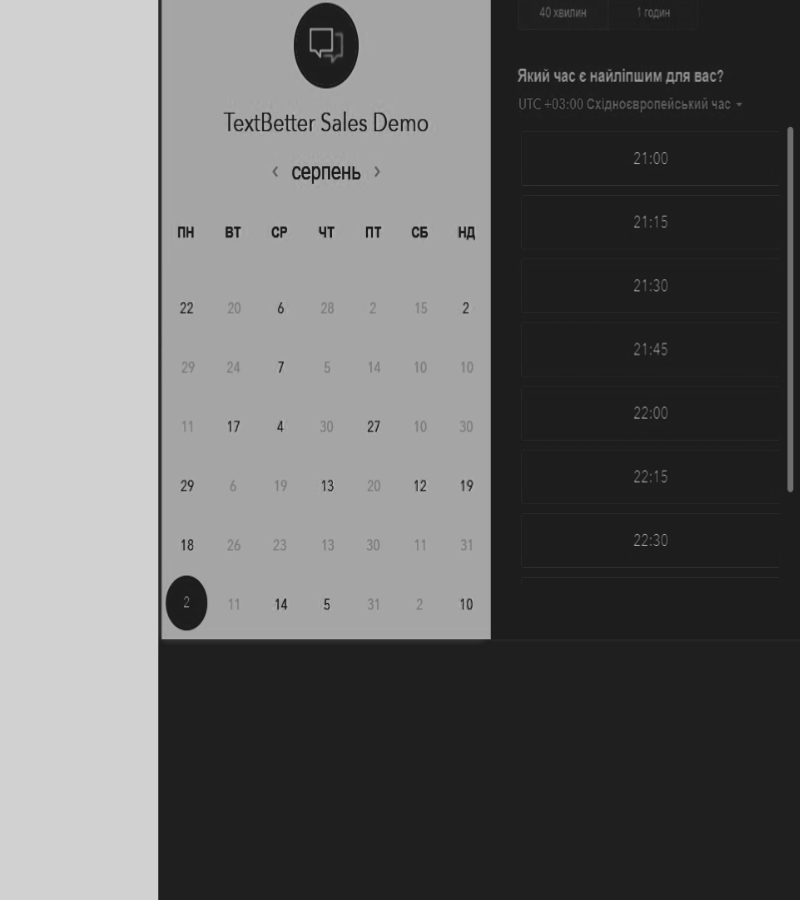 TextBetter Sales Demo
серпень
ПН ВТ СР ЧТ ПТ СБ НД
22 20 6 28 2 15 2
29 24 7 5 14 10 10
11 17 4 30 27 10 30
29 6 19 13 20 12 19
18 26 23 13 30 11 31
2 11 14 5 31 2 10
40 хвилин 1 годин
Який час є найліпшим для вас?
UTC +03:00 Східноєвропейський час
21:00
21:15
21:30
21:45
22:00
22:15
22:30